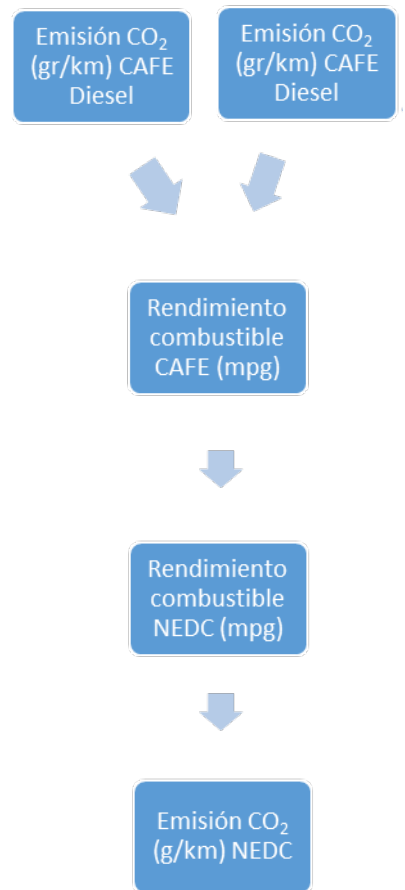 Emisión CO₂
(gr/km) CAFE
Diesel
Emisión CO₂
(gr/km) CAFE
Diesel
Rendimiento
combustible
CAFE (mpg)
Rendimiento
combustible
NEDC (mpg)
Emisión CO₂
(g/km) NEDC